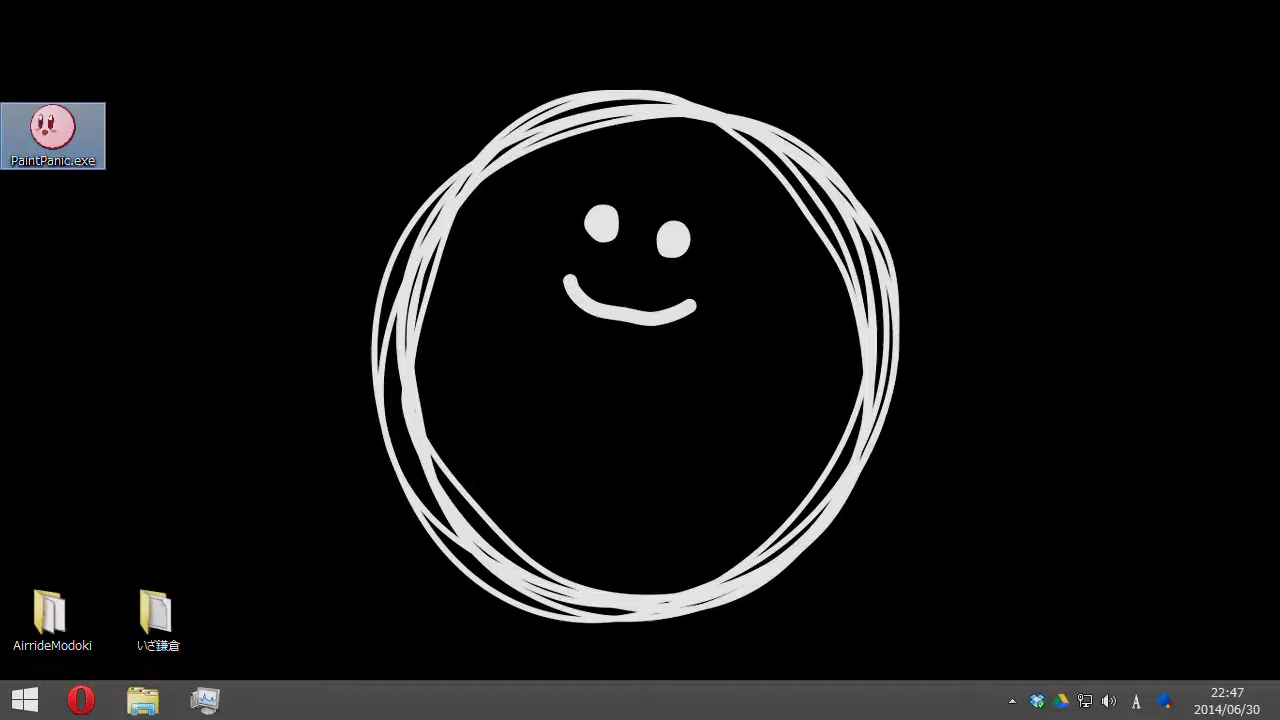 PaintPanic.exe
AirrideModoki
いざ鎌倉
A
22:47
2014/06/30